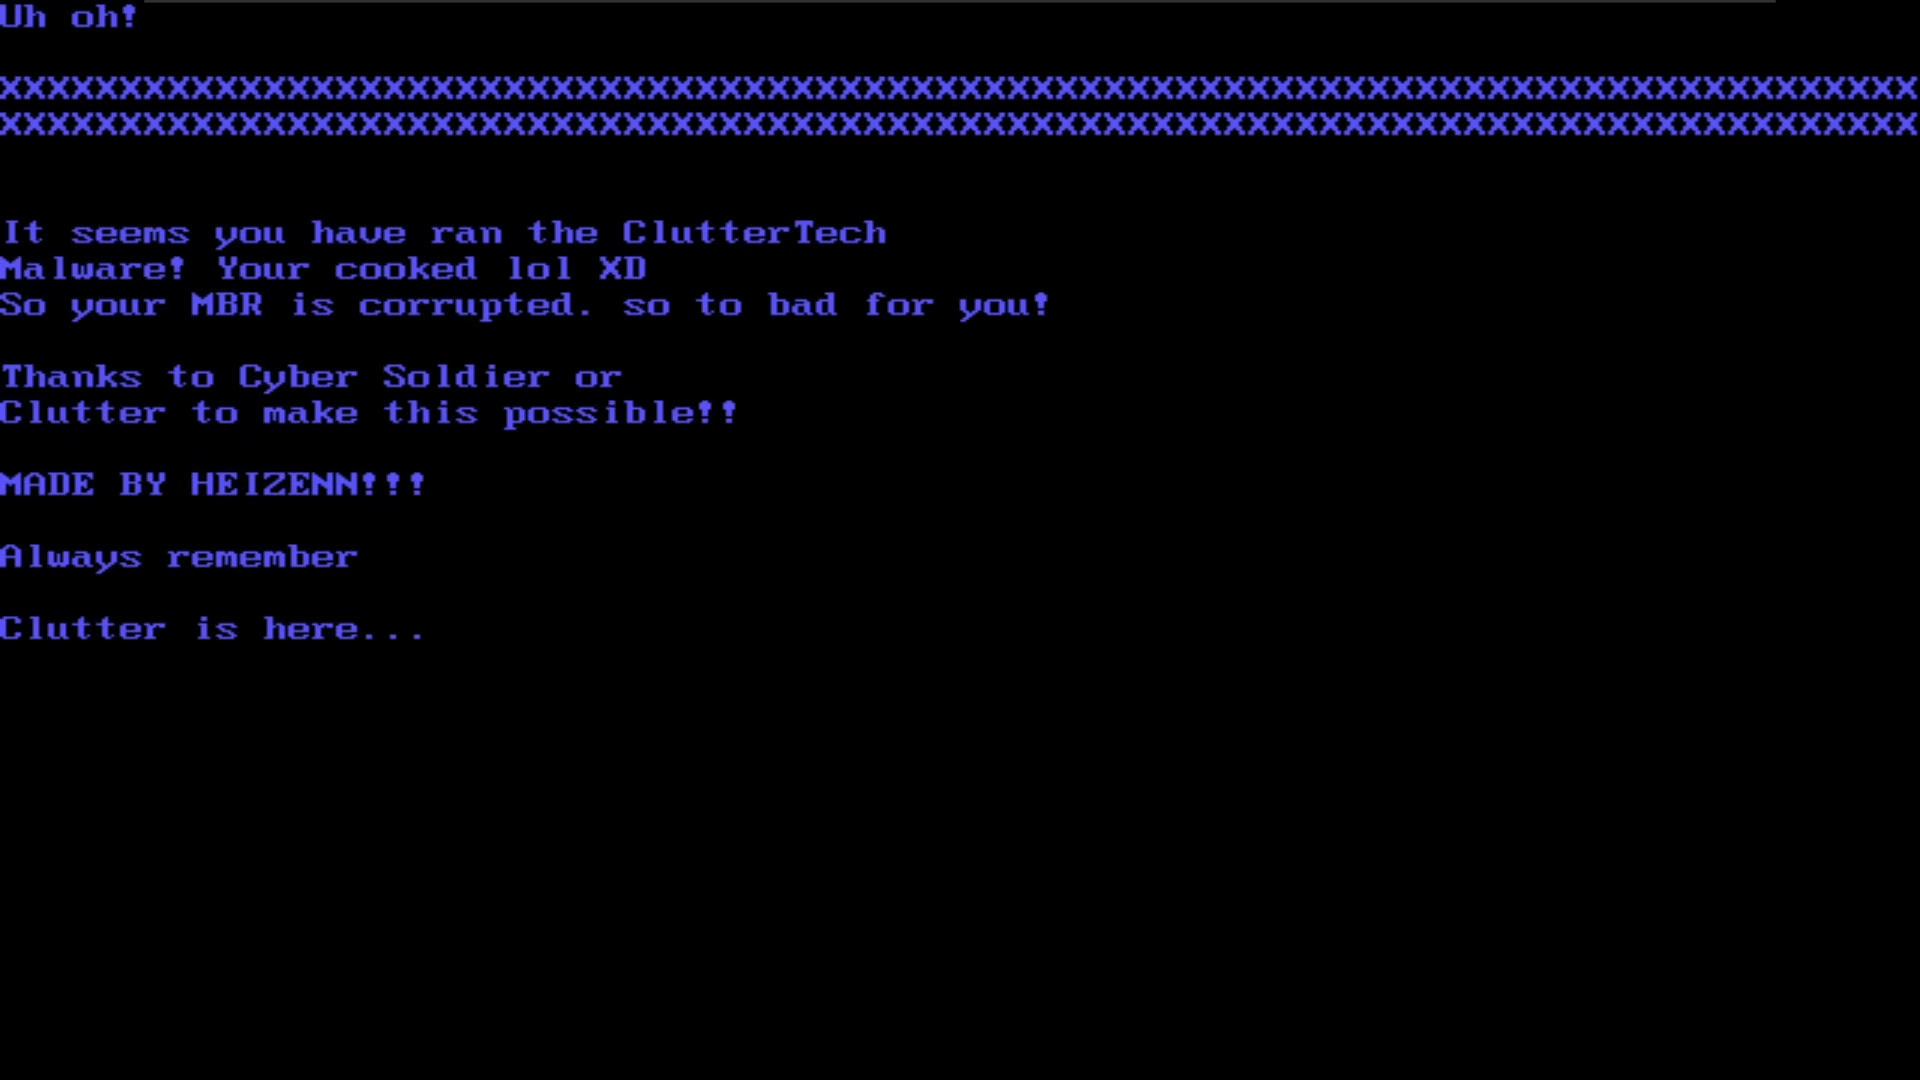 Uh oh!
XXXXXXXXXXXXXXXXXXXXXXXXXXXXXXXXXXXXXXXXXXXXXXXXXXXXXXXXXXXXXXXXXXXXXXXXXXXXXXXX
XXXXXXXXXXXXXXXXXXXXXXXXXXXXXXXXXXXXXXXXXXXXXXXXXXXXXXXXXXXXXXXXXXXXXXXXXXXXXXXX
It seems you have ran the ClutterTech
Malware! Your cooked lol XD
So your MBR is corrupted. so to bad for you!
Thanks to Cyber Soldier or
Clutter to make this possible!!
MADE BY HEIZENN!!!
Always remember
Clutter is here...